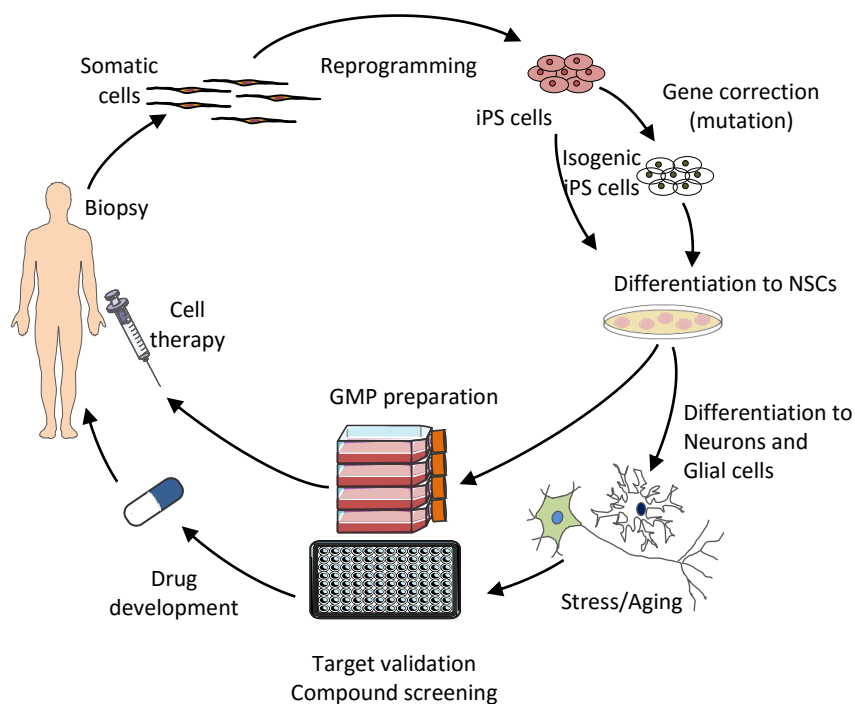 Somatic
cells
Reprogramming
iPS cells
Gene correction
(mutation)
Isogenic
iPS cells
Biopsy
Differentiation to NSCs
Cell
therapy
GMP preparation
Differentiation to
Neurons and
Glial cells
Drug
development
Stress/Aging
Target validation
Compound screening